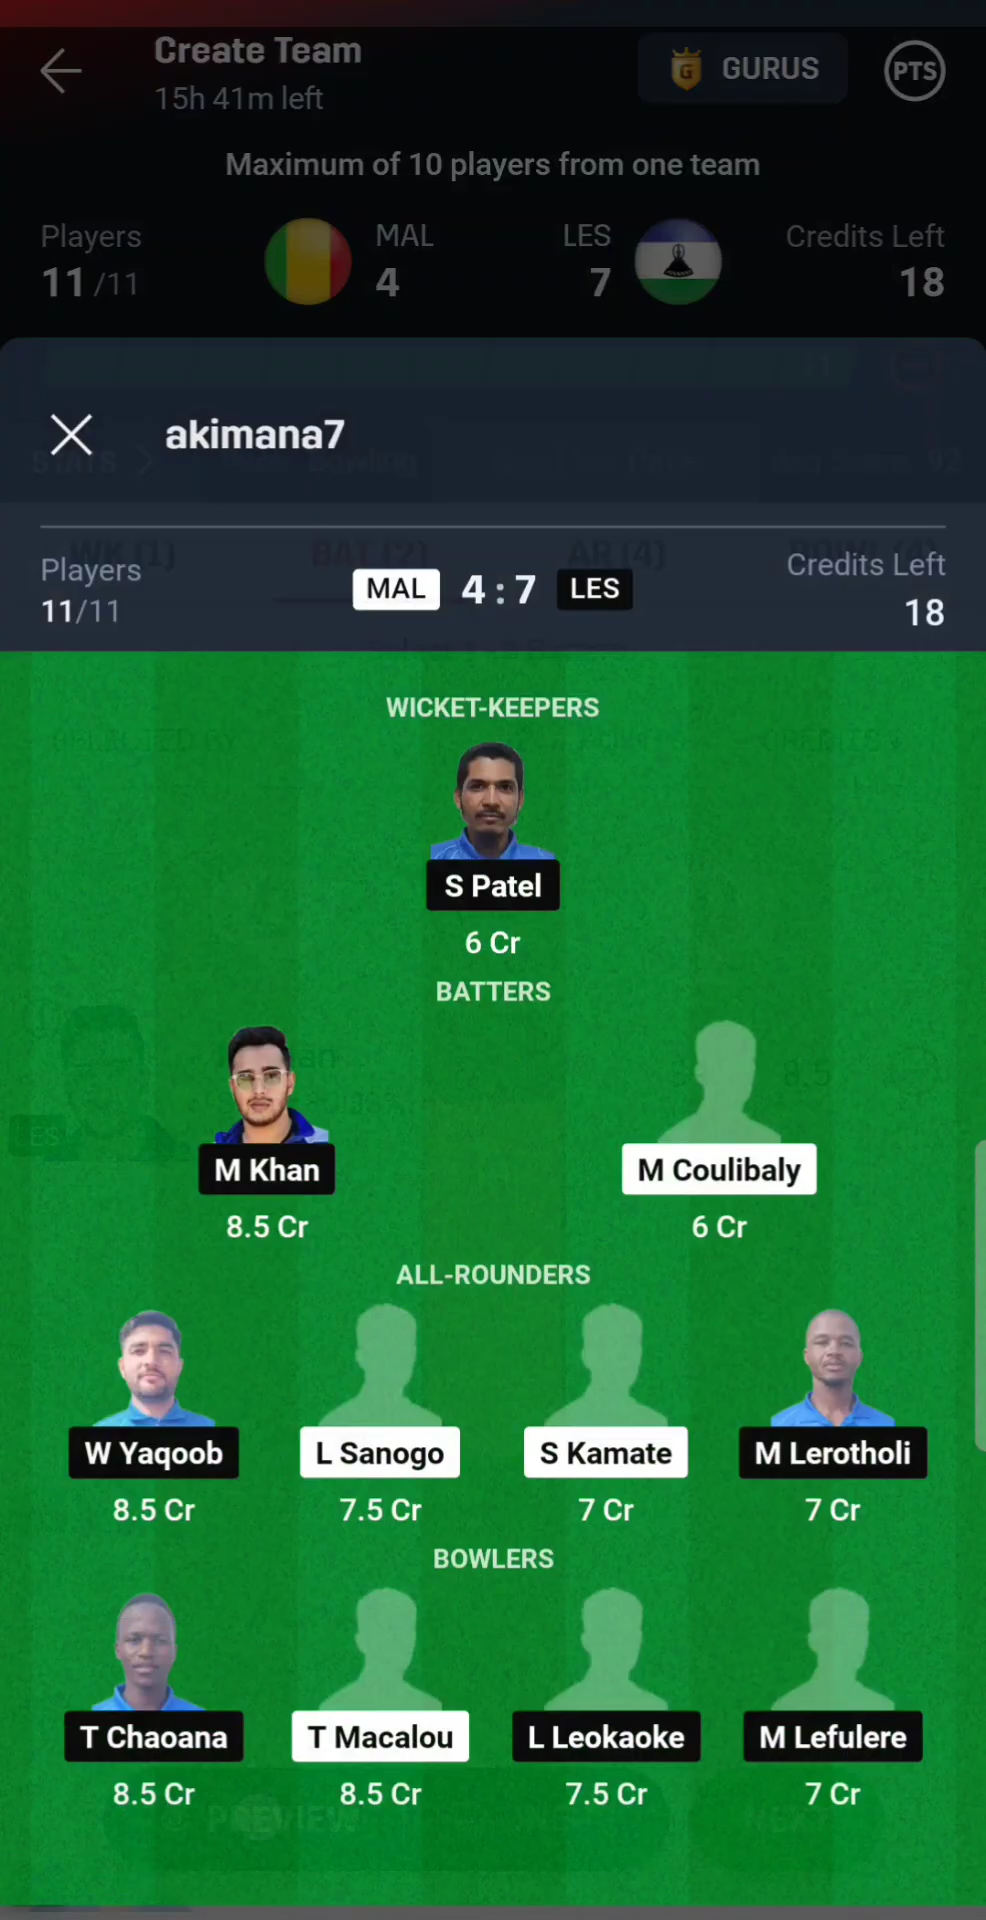 Create Team
15h 41m left
G GURUS
PTS
Maximum of 10 players from one team
Players
11 /11
MAL
4
LES
7
Credits Left
18
akimana7
Players
11/11
MAL 4 : 7 LES
Credits Left
18
WICKET-KEEPERS
S Patel
6 Cr
BATTERS
M Khan
8.5 Cr
M Coulibaly
6 Cr
ALL-ROUNDERS
W Yaqoob
8.5 Cr
L Sanogo
7.5 Cr
S Kamate
7 Cr
M Lerotholi
7 Cr
BOWLERS
T Chaoana
8.5 Cr
T Macalou
8.5 Cr
L Leokaoke
7.5 Cr
M Lefulere
7 Cr